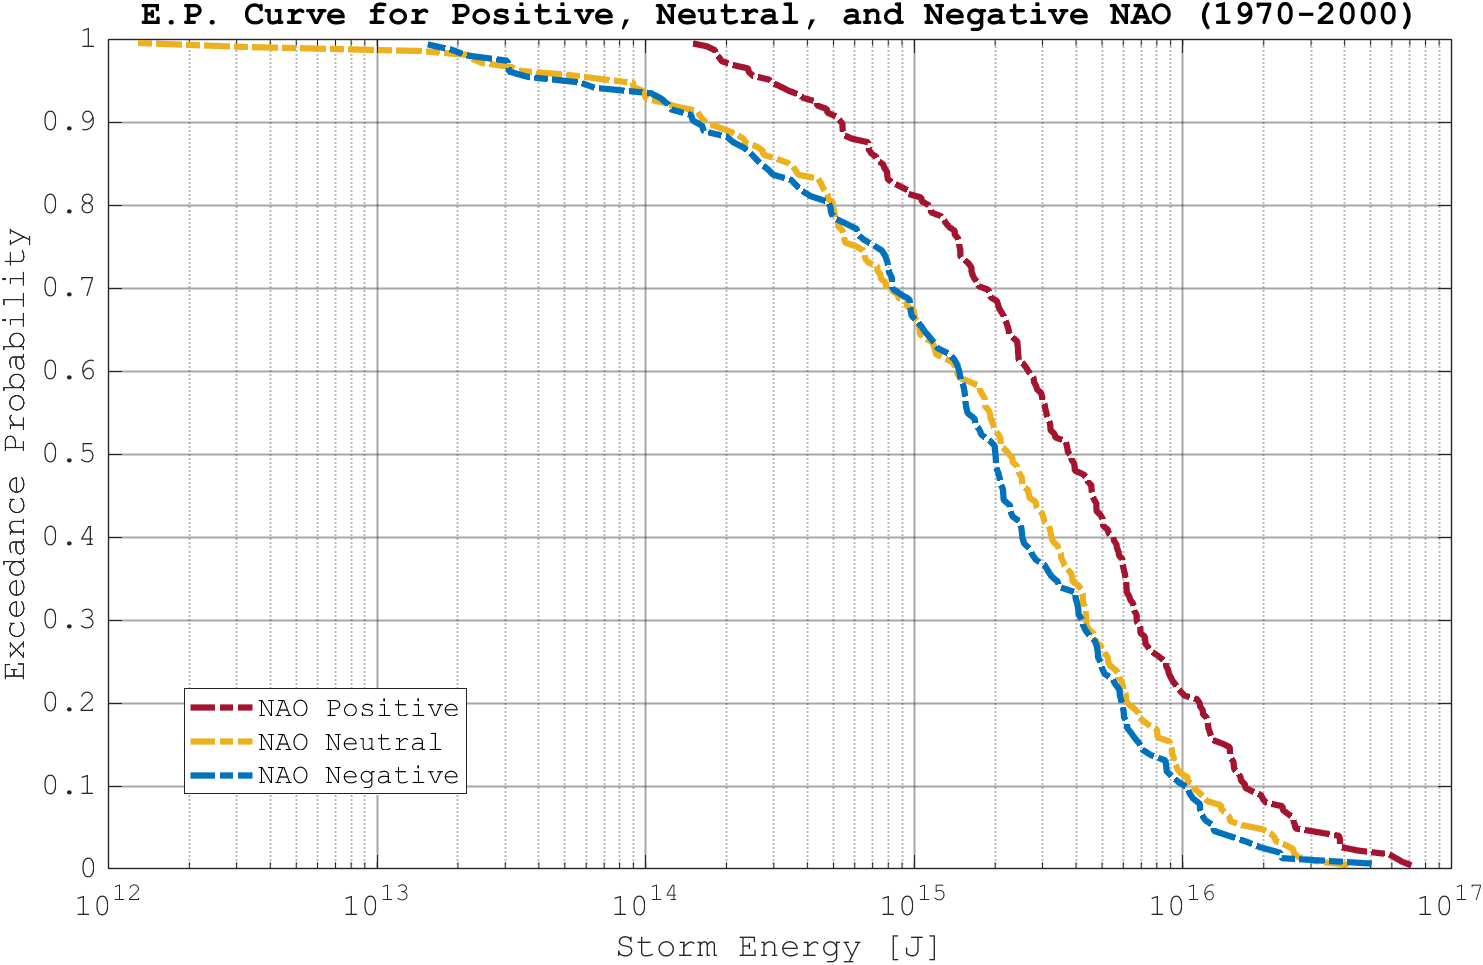 E.P. Curve for Positive, Neutral, and Negative NAO (1970-2000)
Exceedance Probability
1
0.9
0.8
0.7
0.6
0.5
0.4
0.3
0.2
0.1
0
NAO Positive
NAO Neutral
NAO Negative
10^12 10^13 10^14 10^15 10^16 10^17
Storm Energy [J]